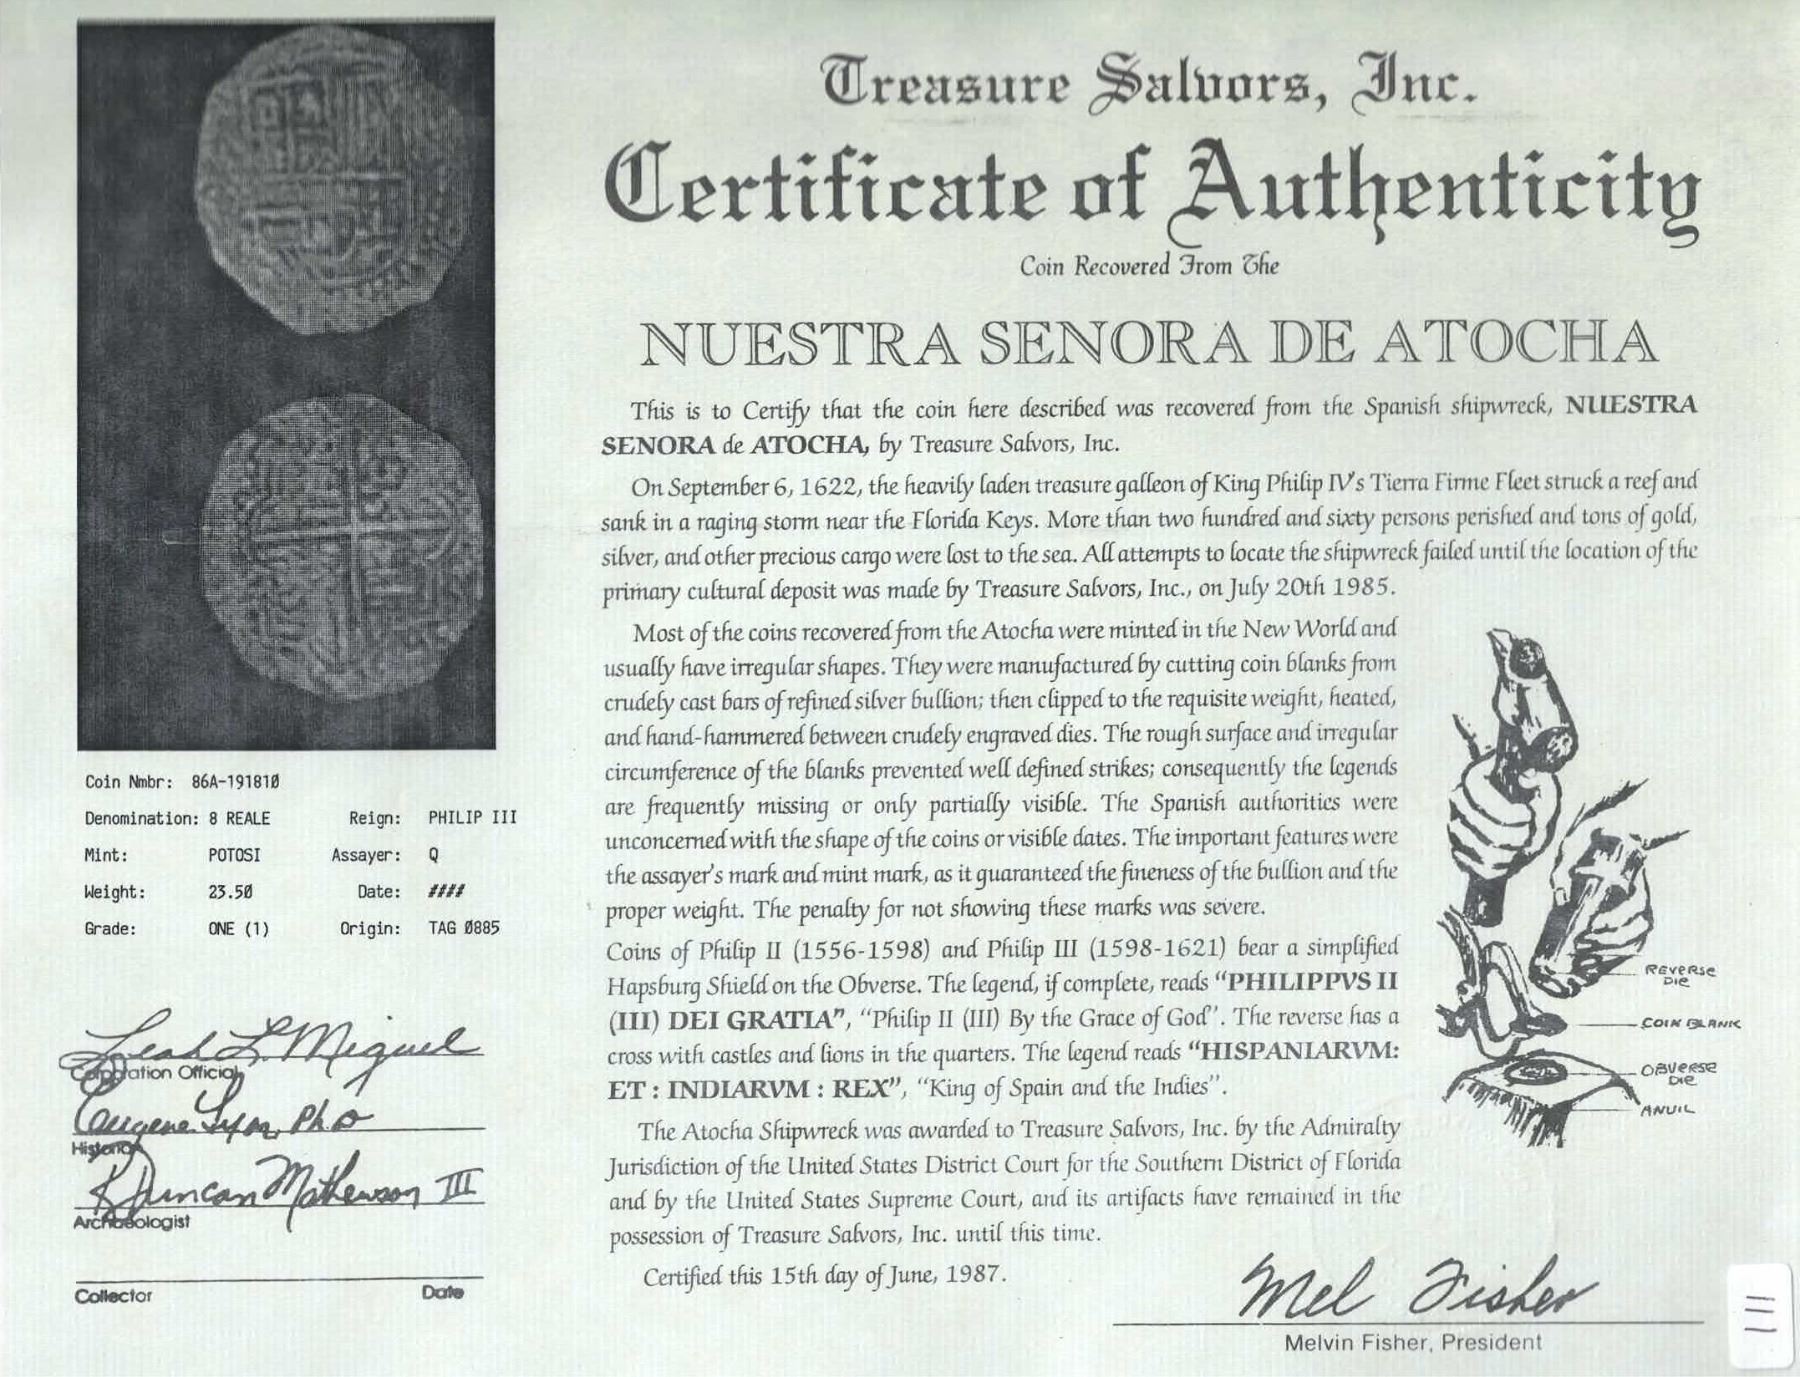 Treasure Salvors, Inc.
Certificate of Authenticity
Coin Recovered From The
NUESTRA SENORA DE ATOCHA
This is to Certify that the coin here described was recovered from the Spanish shipwreck, NUESTRA
SENORA de ATOCHA, by Treasure Salvors, Inc.
On September 6, 1622, the heavily laden treasure galleon of King Philip IV's Tierra Firme Fleet struck a reef and
sank in a raging storm near the Florida Keys. More than two hundred and sixty persons perished and tons of gold,
silver, and other precious cargo were lost to the sea. All attempts to locate the shipwreck failed until the location of the
primary cultural deposit was made by Treasure Salvors, Inc., on July 20th 1985.
Most of the coins recovered from the Atocha were minted in the New World and
usually have irregular shapes. They were manufactured by cutting coin blanks from
crudely cast bars of refined silver bullion; then clipped to the requisite weight, heated,
and hand-hammered between crudely engraved dies. The rough surface and irregular
circumference of the blanks prevented well defined strikes; consequently the legends
are frequently missing or only partially visible. The Spanish authorities were
unconcerned with the shape of the coins or visible dates. The important features were
the assayer's mark and mint mark, as it guaranteed the fineness of the bullion and the
proper weight. The penalty for not showing these marks was severe.
Coins of Philip II (1556-1598) and Philip III (1598-1621) bear a simplified
Hapsburg Shield on the Obverse. The legend, if complete, reads "PHILIPPVS II
(III) DEI GRATIA", "Philip II (III) By the Grace of God". The reverse has a
cross with castles and lions in the quarters. The legend reads "HISPANIARVM:
ET : INDIARVM : REX", "King of Spain and the Indies".
The Atocha Shipwreck was awarded to Treasure Salvors, Inc. by the Admiralty
Jurisdiction of the United States District Court for the Southern District of Florida
and by the United States Supreme Court, and its artifacts have remained in the
possession of Treasure Salvors, Inc. until this time.
Certified this 15th day of June, 1987.
Mel Fisher
Melvin Fisher, President
REVERSE
DIE
COIN BLANK
OBVERSE
DIE
ANVIL
Coin Nmbr: 86A-191810
Denomination: 8 REALE Reign: PHILIP III
Mint: POTOSI Assayer: Q
Weight: 23.50 Date: ####
Grade: ONE (1) Origin: TAG 0885
Leah L. Miguel
Corporation Official
Eugene Lyon, PhD
Historian
R Duncan Mathewson III
Archaeologist
Collector Date